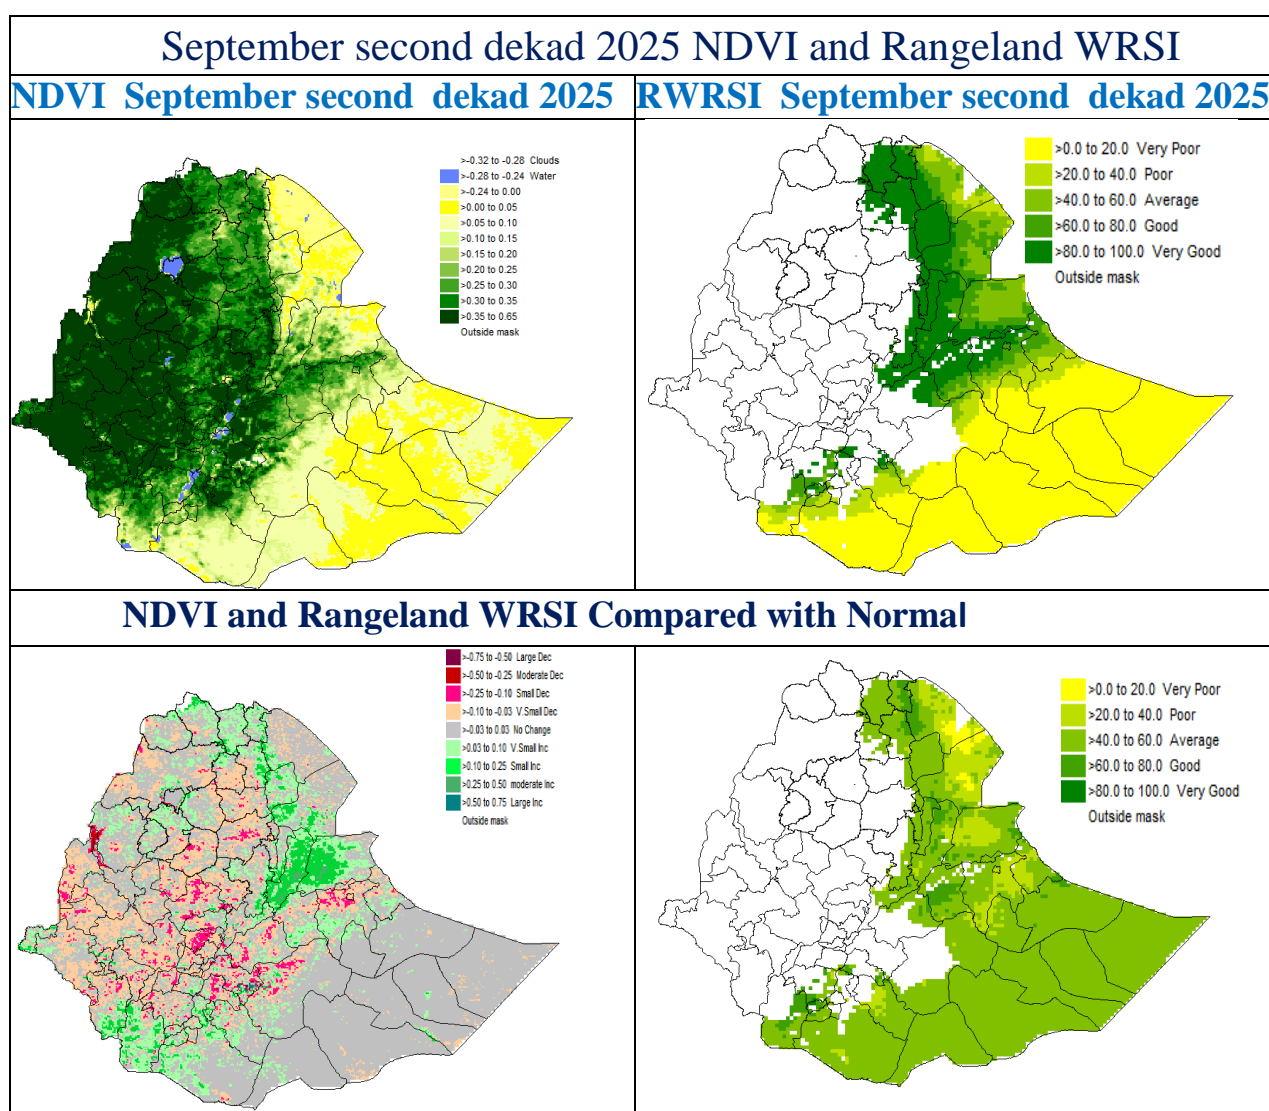 September second dekad 2025 NDVI and Rangeland WRSI
NDVI September second dekad 2025
RWRSI September second dekad 2025
>-0.32 to -0.28 Clouds
>-0.28 to -0.24 Water
>-0.24 to 0.00
>0.00 to 0.05
>0.05 to 0.10
>0.10 to 0.15
>0.15 to 0.20
>0.20 to 0.25
>0.25 to 0.30
>0.30 to 0.35
>0.35 to 0.65
Outside mask
>0.0 to 20.0 Very Poor
>20.0 to 40.0 Poor
>40.0 to 60.0 Average
>60.0 to 80.0 Good
>80.0 to 100.0 Very Good
Outside mask
NDVI and Rangeland WRSI Compared with Normal
>-0.75 to -0.50 Large Dec
>-0.50 to -0.25 Moderate Dec
>-0.25 to -0.10 Small Dec
>-0.10 to -0.03 V.Small Dec
>-0.03 to 0.03 No Change
>0.03 to 0.10 V.Small Inc
>0.10 to 0.25 Small Inc
>0.25 to 0.50 moderate Inc
>0.50 to 0.75 Large Inc
Outside mask
>0.0 to 20.0 Very Poor
>20.0 to 40.0 Poor
>40.0 to 60.0 Average
>60.0 to 80.0 Good
>80.0 to 100.0 Very Good
Outside mask